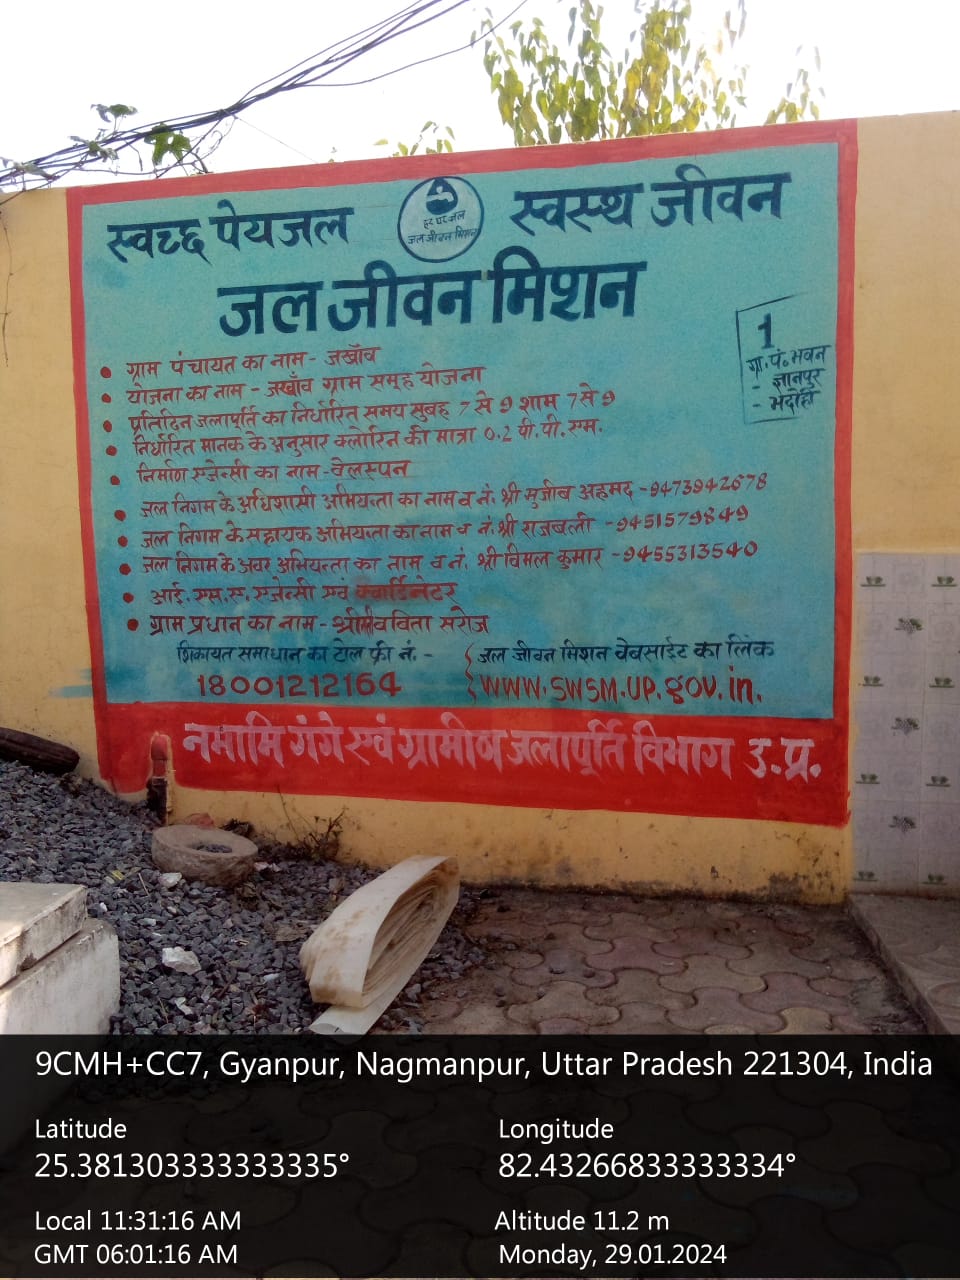 स्वच्छ पेयजल
हर घर जल
जल जीवन मिशन
स्वस्थ जीवन
जल जीवन मिशन
1
ग्रा.पं. भवन
- ज्ञानपुर
- भदोही
• ग्राम पंचायत का नाम - जखाँव
• योजना का नाम - जखाँव ग्राम समूह योजना
• प्रतिदिन जलापूर्ति का निर्धारित समय सुबह 7 से 9 शाम 7 से 9
• निर्धारित मानक के अनुसार क्लोरिन की मात्रा 0.2 पी.पी.एम.
• निर्माण एजेन्सी का नाम - वेलस्पन
• जल निगम के अधिशासी अभियन्ता का नाम व नं. श्री सुजीब अहमद - 9473942678
• जल निगम के सहायक अभियन्ता का नाम व नं. श्री राजबली - 9451579849
• जल निगम के अवर अभियन्ता का नाम व नं. श्री विमल कुमार - 9455313540
• आई.एस.ए. एजेन्सी एवं क्वार्डिनेटर
• ग्राम प्रधान का नाम - सरोज
शिकायत समाधान का टोल फ्री नं. -
18001212164
जल जीवन मिशन वेबसाईट का लिंक
WWW.SWSM.UP.gov.in.
नमामि गंगे एवं ग्रामीण जलापूर्ति विभाग उ.प्र.
9CMH+CC7, Gyanpur, Nagmanpur, Uttar Pradesh 221304, India
Latitude
25.381303333333335°
Longitude
82.43266833333334°
Local 11:31:16 AM
GMT 06:01:16 AM
Altitude 11.2 m
Monday, 29.01.2024